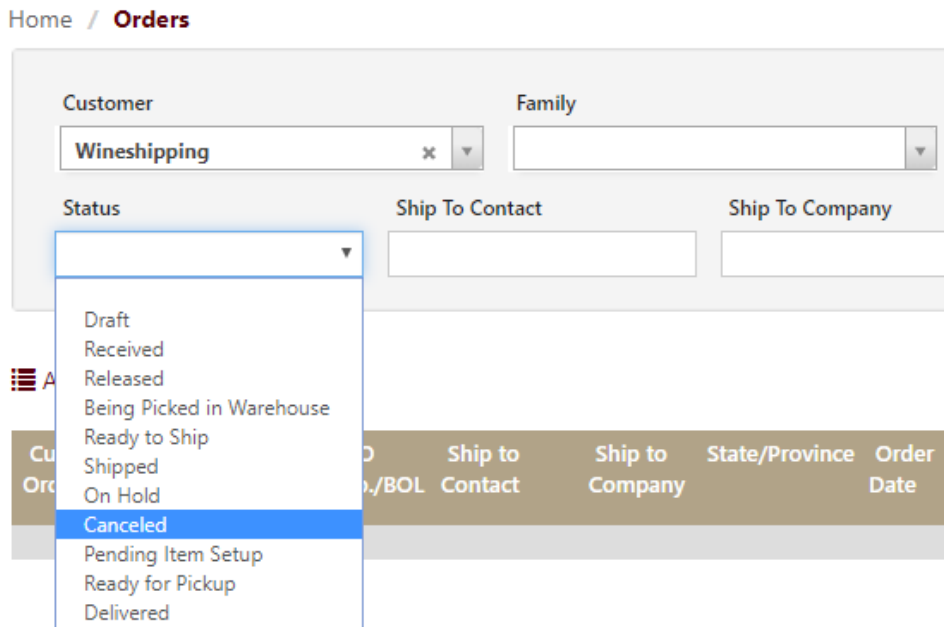 Home / Orders
Customer
Family
Wineshipping
Status
Ship To Contact
Ship To Company
Draft
Received
Released
Being Picked in Warehouse
Ready to Ship
Shipped
On Hold
Canceled
Pending Item Setup
Ready for Pickup
Delivered
Ship to
Contact
Ship to
Company
State/Province
Order
Date